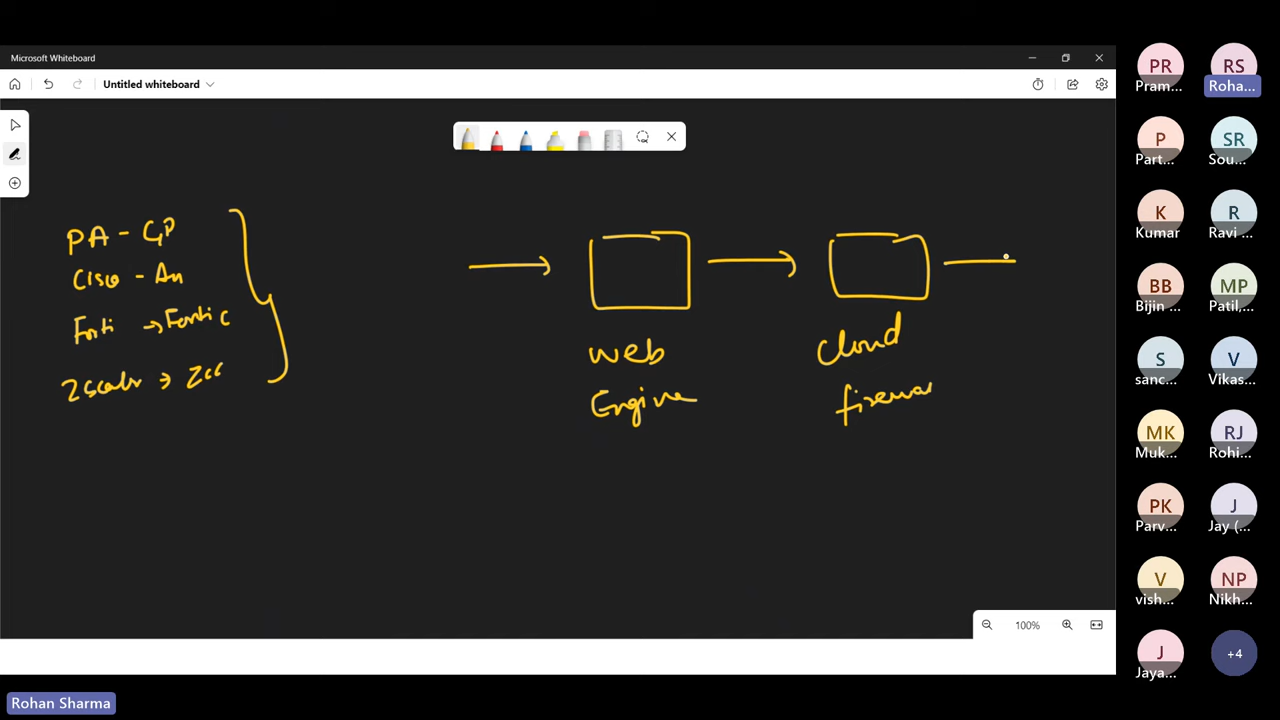 Microsoft Whiteboard
Untitled whiteboard
PA - GP
Cisco - An
Forti → Forti c
Zscalr → Zcc
web
Engine
cloud
firewa
100%
PR
Pram...
RS
Roha...
P
Part...
SR
Sou...
K
Kumar
R
Ravi ...
BB
Bijin ...
MP
Patil,...
S
sanc...
V
Vikas...
MK
Muk...
RJ
Rohi...
PK
Parv...
J
Jay (...
V
vish...
NP
Nikh...
J
Jaya...
+4
Rohan Sharma